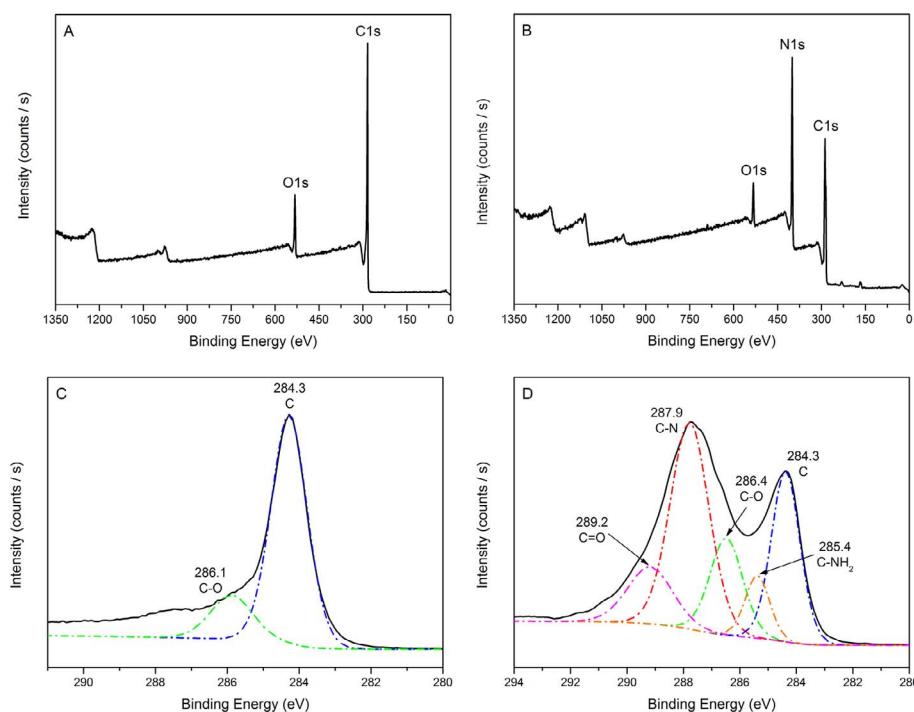 A
C1s
O1s
Intensity (counts / s)
1350 1200 1050 900 750 600 450 300 150 0
Binding Energy (eV)
B
N1s
C1s
O1s
Intensity (counts / s)
1350 1200 1050 900 750 600 450 300 150 0
Binding Energy (eV)
C
284.3
C
286.1
C-O
Intensity (counts / s)
290 288 286 284 282 280
Binding Energy (eV)
D
287.9
C-N
286.4
C-O
284.3
C
289.2
C=O
285.4
C-NH2
Intensity (counts / s)
294 292 290 288 286 284 282 280
Binding Energy (eV)